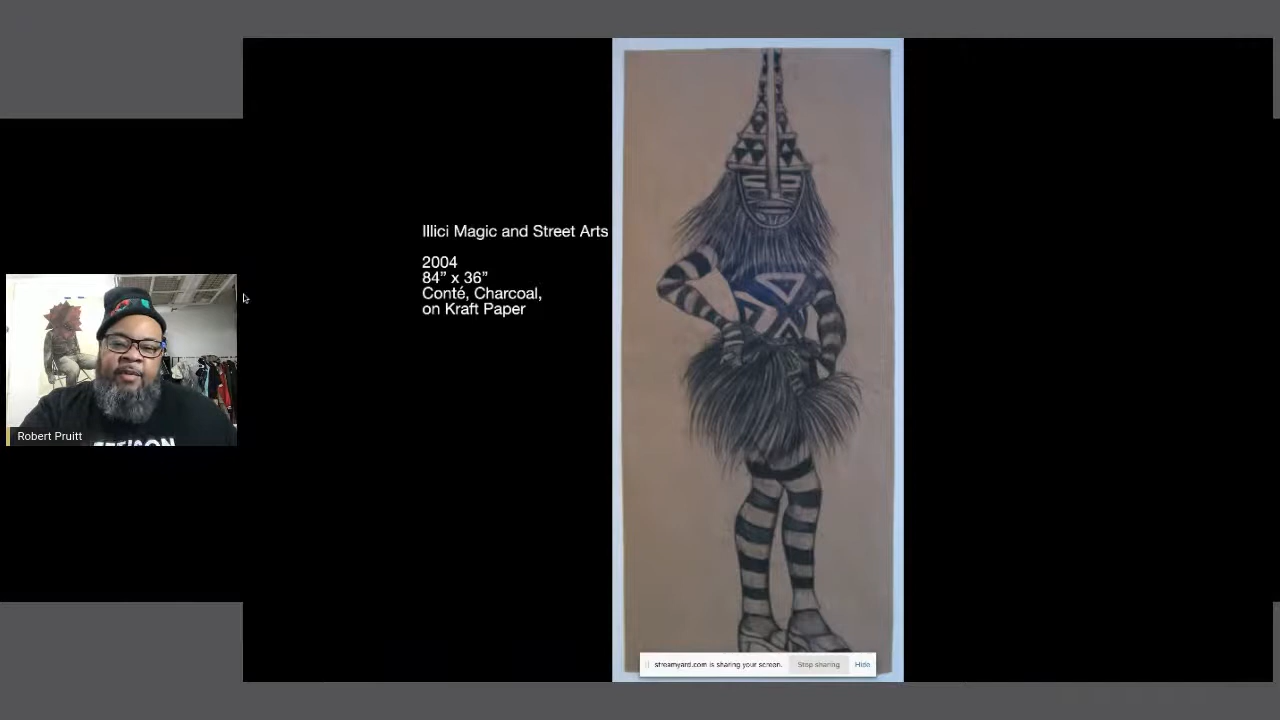 Illici Magic and Street Arts
2004
84” x 36”
Conté, Charcoal,
on Kraft Paper
Robert Pruitt
streamyard.com is sharing your screen.
Stop sharing
Hide